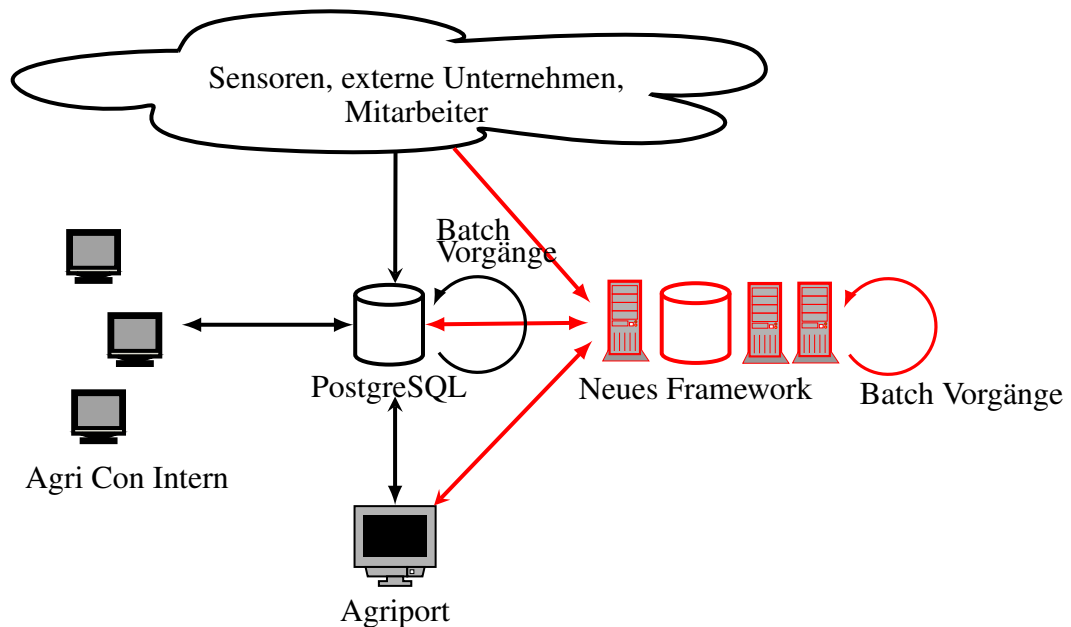 Sensoren, externe Unternehmen,
Mitarbeiter
Batch
Vorgänge
PostgreSQL
Neues Framework
Batch Vorgänge
Agri Con Intern
Agriport